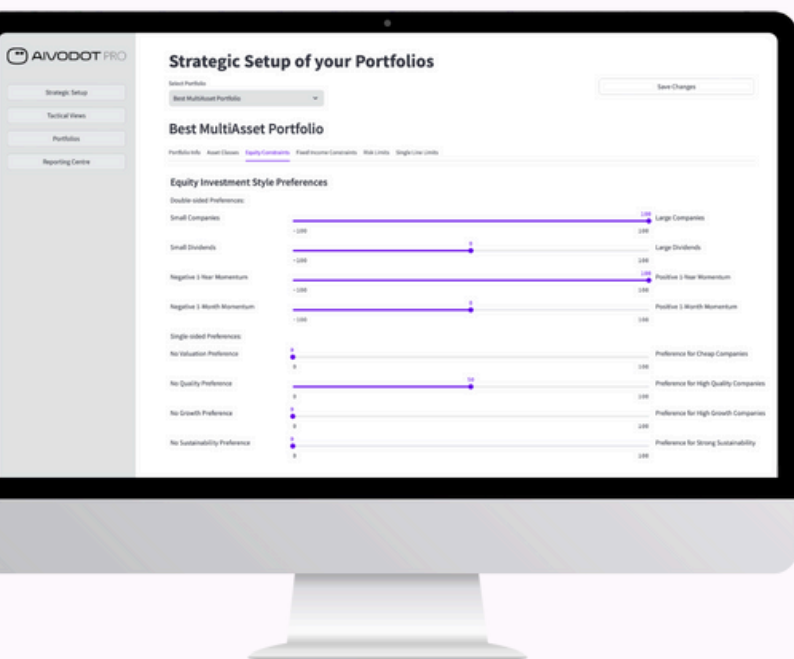 AIVODOT PRO
Strategic Setup
Tactical Views
Portfolios
Reporting Centre
Strategic Setup of your Portfolios
Select Portfolio
Best MultiAsset Portfolio
Save Changes
Best MultiAsset Portfolio
Portfolio Info Asset Classes Equity Constraints Fixed Income Constraints Risk Limits Single Line Limits
Equity Investment Style Preferences
Double-sided Preferences:
Small Companies 100 Large Companies
-100 100
Small Dividends 0 Large Dividends
-100 100
Negative 1-Year Momentum 100 Positive 1-Year Momentum
-100 100
Negative 1-Month Momentum 0 Positive 1-Month Momentum
-100 100
Single-sided Preferences:
No Valuation Preference 0 Preference for Cheap Companies
0 100
No Quality Preference 50 Preference for High Quality Companies
0 100
No Growth Preference 0 Preference for High Growth Companies
0 100
No Sustainability Preference 0 Preference for Strong Sustainability
0 100